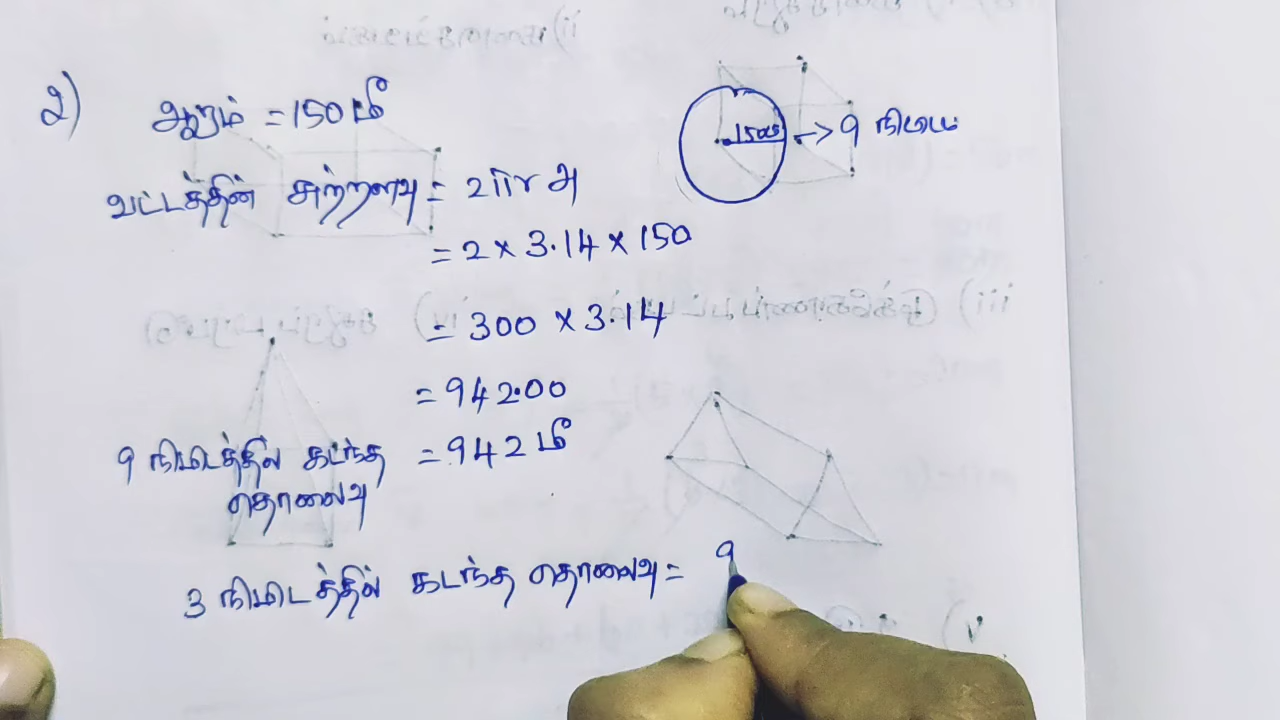 2) ஆரம் = 150 மீ
150மீ -> 9 நிமிடம்
வட்டத்தின் சுற்றளவு = 2πr அ
= 2 × 3.14 × 150
= 300 × 3.14
= 942.00
9 நிமிடத்தில் கடந்த = 942 மீ
தொலைவு
3 நிமிடத்தில் கடந்த தொலைவு = 9